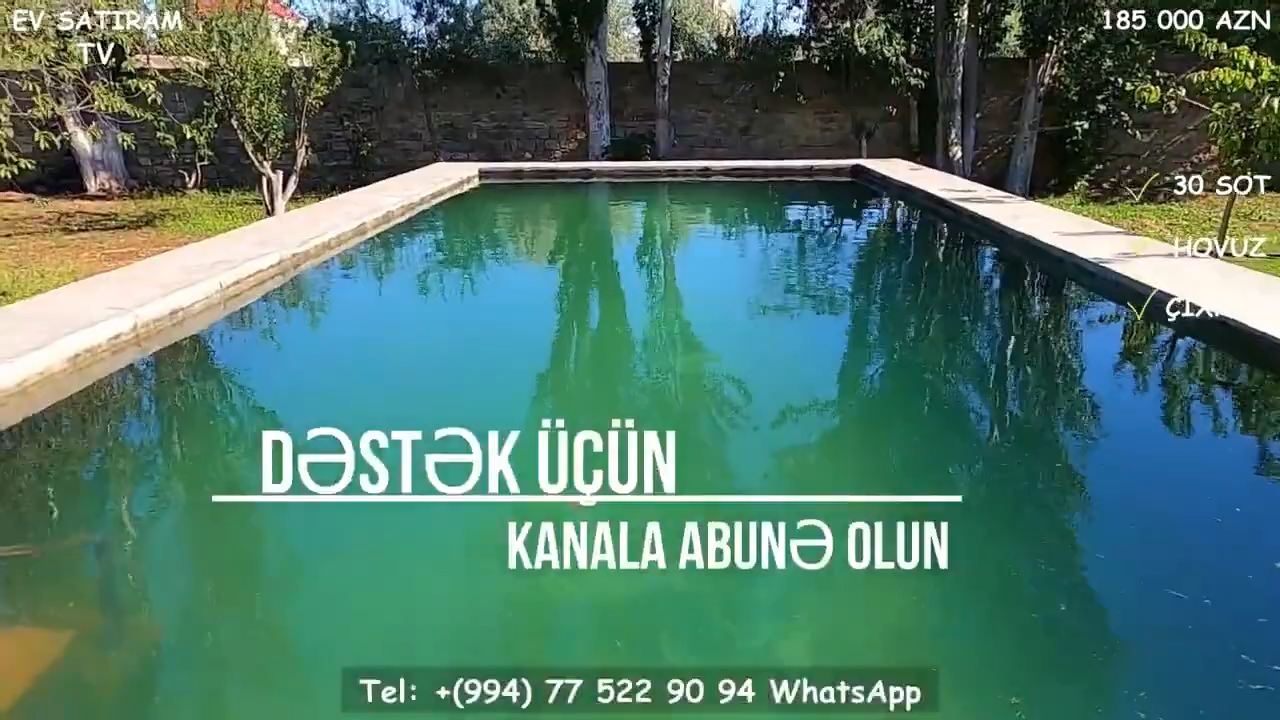 EV SATIRAM
TV
185 000 AZN
30 SOT
HOVUZ
DƏSTƏK ÜÇÜN
KANALA ABUNƏ OLUN
Tel: +(994) 77 522 90 94 WhatsApp